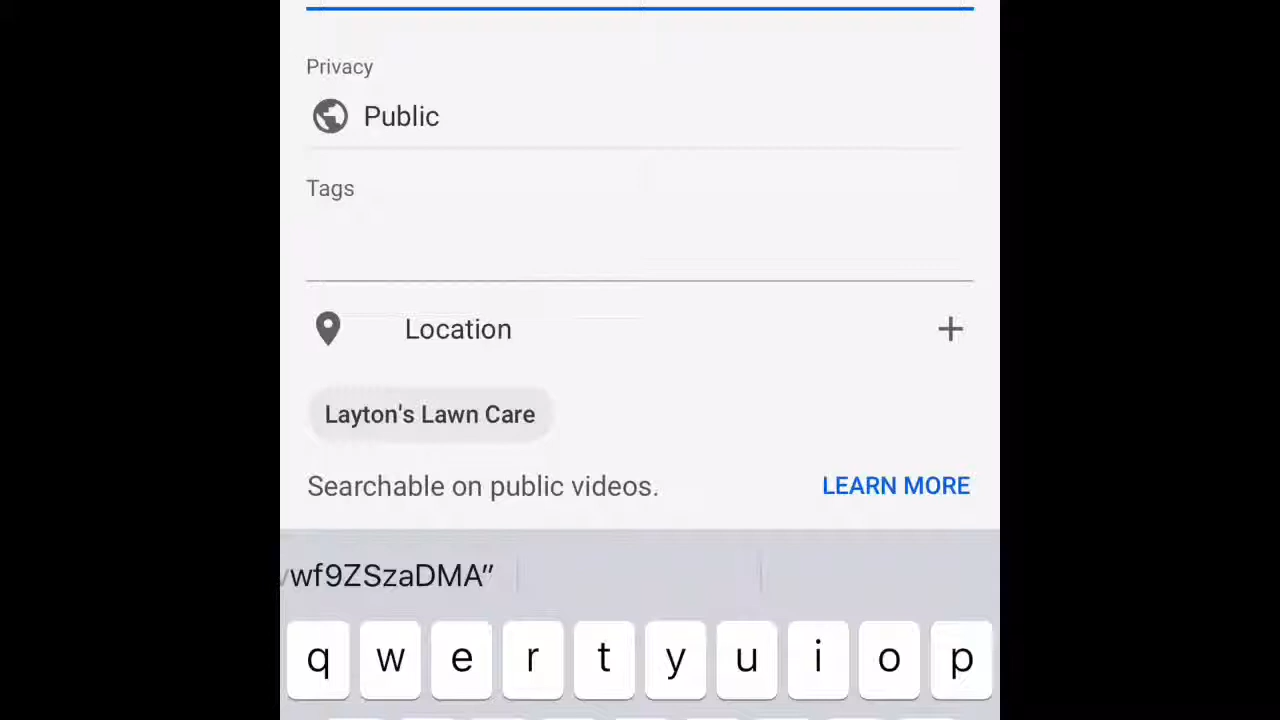 Privacy
Public
Tags
Location
Layton's Lawn Care
Searchable on public videos.
LEARN MORE
wf9ZSzaDMA”
q w e r t y u i o p